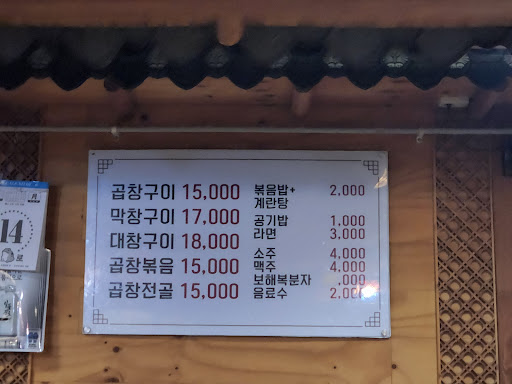 곱창구이 15,000
막창구이 17,000
대창구이 18,000
곱창볶음 15,000
곱창전골 15,000
볶음밥+ 2,000
계란탕
공기밥 1,000
라면 3,000
소주 4,000
맥주 4,000
보해복분자 .000
음료수 2,000
14